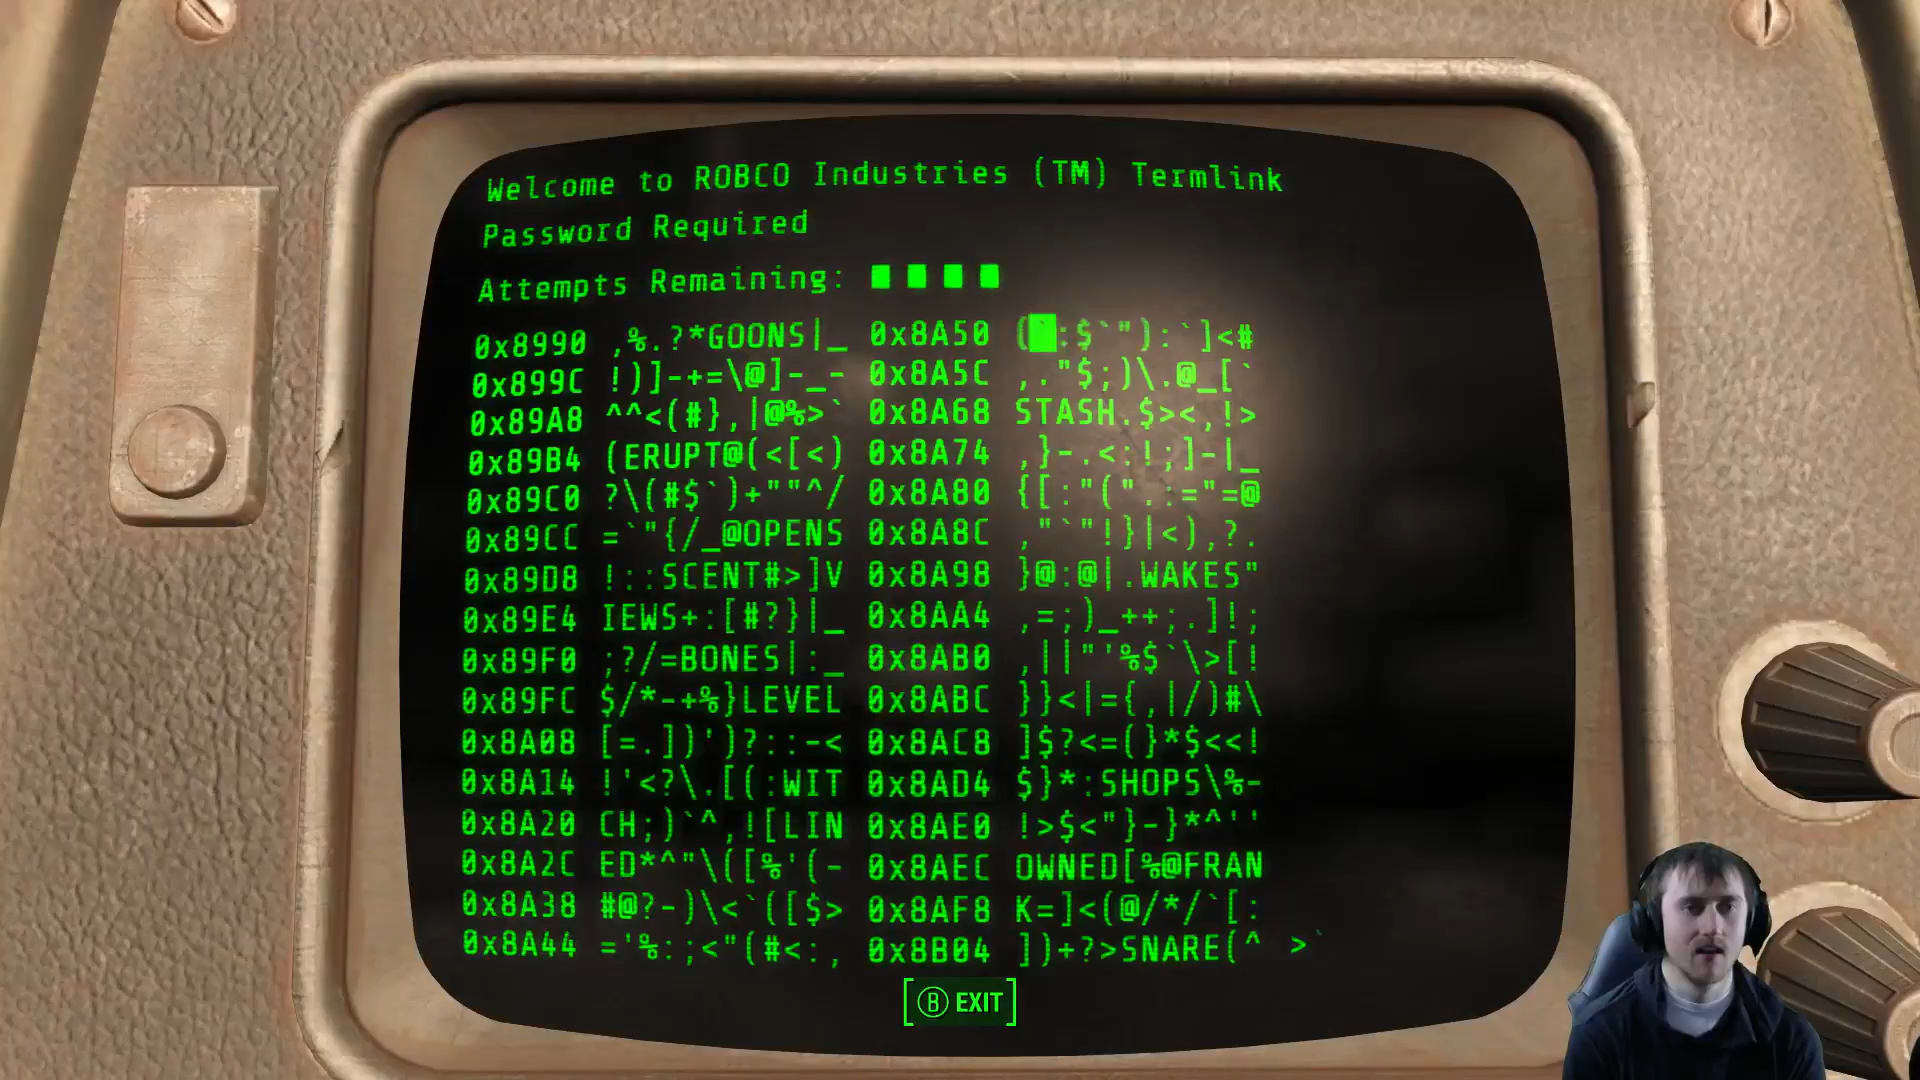 Welcome to ROBCO Industries (TM) Termlink
Password Required
Attempts Remaining: ■ ■ ■ ■
0x8990 ,%.?*GOONS|_ 0x8A50 (`:$`"):`]<#
0x899C !)]-+=\@]-_- 0x8A5C ,."$;)\.@_[`
0x89A8 ^^<(#},|@%>` 0x8A68 STASH.$><,!>
0x89B4 (ERUPT@(<[<) 0x8A74 ,}-.<:!;]-|_
0x89C0 ?\(#$`)+""^/ 0x8A80 {[:"(".:="=@
0x89CC =`"{/_@OPENS 0x8A8C ,"`"!}|<),?.
0x89D8 !::SCENT#>]V 0x8A98 }@:@|.WAKES"
0x89E4 IEWS+:[#?}|_ 0x8AA4 ,=;)_++;.]!;
0x89F0 ;?/=BONES|:_ 0x8AB0 ,||"'%$`\>[!
0x89FC $/*-+%}LEVEL 0x8ABC }}<|={,|/)#\
0x8A08 [=.])')?::-< 0x8AC8 ]$?<=(}*$<<!
0x8A14 !'<?\.[(:WIT 0x8AD4 $}*:SHOPS\%-
0x8A20 CH;)`^,![LIN 0x8AE0 !>$<"}-}*^''
0x8A2C ED*^"\([%'(- 0x8AEC OWNED[%@FRAN
0x8A38 #@?-)\<`([$> 0x8AF8 K=]<(@/*/`[:
0x8A44 ='%:;<"(#<:, 0x8B04 ])+?>SNARE(^ >`
[Ⓑ EXIT]